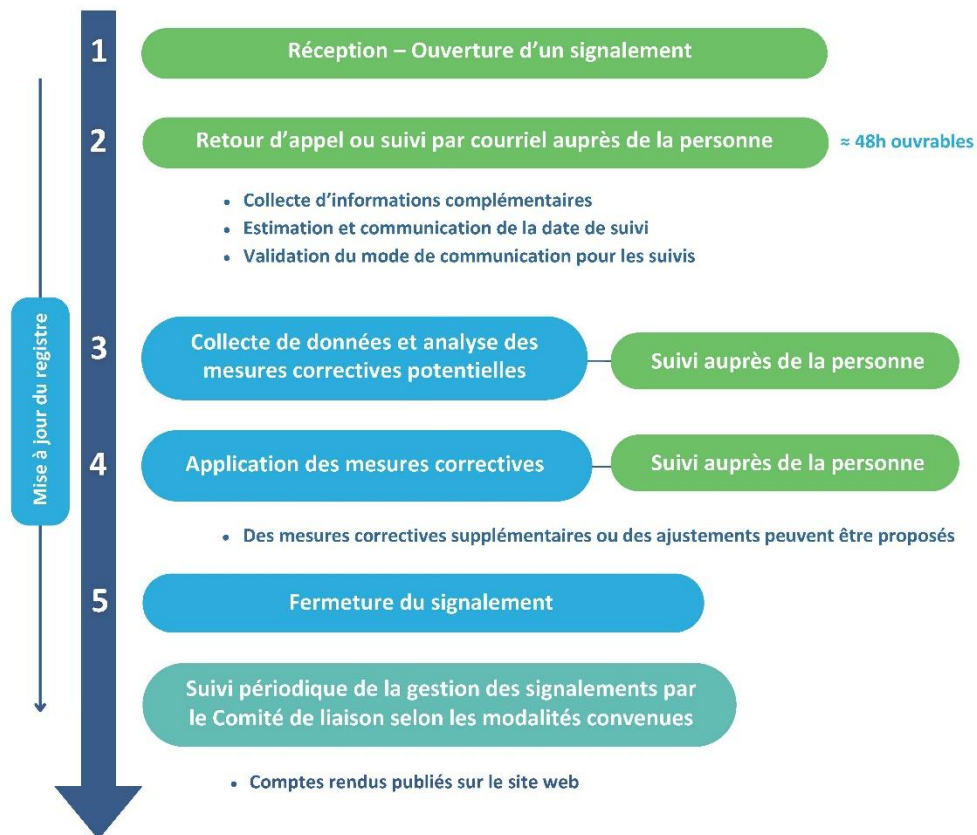 1
Réception – Ouverture d'un signalement
2
Retour d'appel ou suivi par courriel auprès de la personne
≈ 48h ouvrables
• Collecte d'informations complémentaires
• Estimation et communication de la date de suivi
• Validation du mode de communication pour les suivis
Mise à jour du registre
3
Collecte de données et analyse des
mesures correctives potentielles
Suivi auprès de la personne
4
Application des mesures correctives
Suivi auprès de la personne
• Des mesures correctives supplémentaires ou des ajustements peuvent être proposés
5
Fermeture du signalement
Suivi périodique de la gestion des signalements par
le Comité de liaison selon les modalités convenues
• Comptes rendus publiés sur le site web